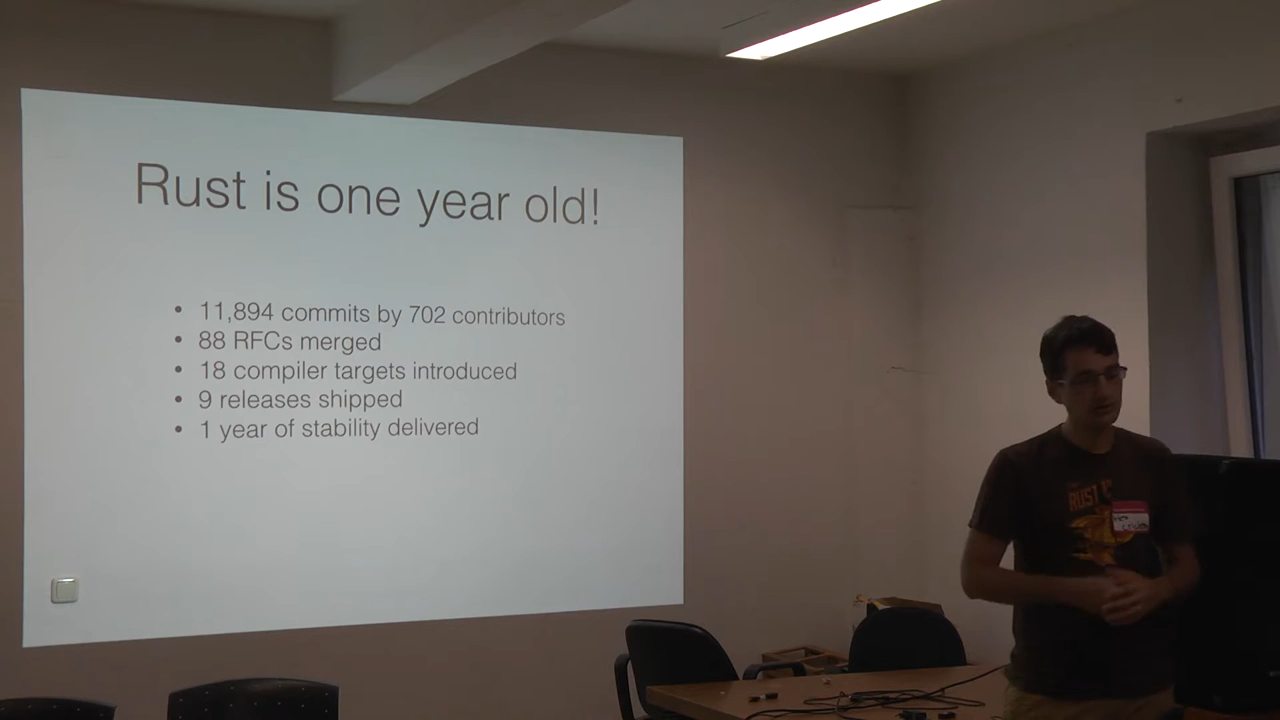 Rust is one year old!
• 11,894 commits by 702 contributors
• 88 RFCs merged
• 18 compiler targets introduced
• 9 releases shipped
• 1 year of stability delivered
RUST